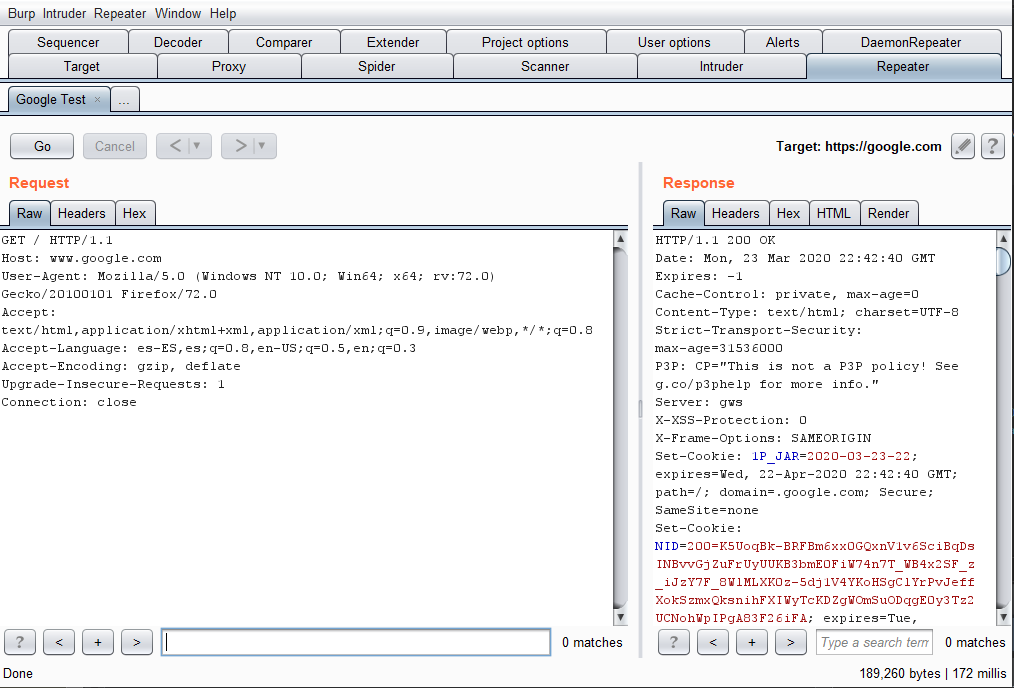 Burp Intruder Repeater Window Help
Sequencer Decoder Comparer Extender Project options User options Alerts DaemonRepeater
Target Proxy Spider Scanner Intruder Repeater
Google Test × ...
Go Cancel < | ▼ > | ▼ Target: https://google.com ?
Request
Raw Headers Hex
GET / HTTP/1.1
Host: www.google.com
User-Agent: Mozilla/5.0 (Windows NT 10.0; Win64; x64; rv:72.0)
Gecko/20100101 Firefox/72.0
Accept:
text/html,application/xhtml+xml,application/xml;q=0.9,image/webp,*/*;q=0.8
Accept-Language: es-ES,es;q=0.8,en-US;q=0.5,en;q=0.3
Accept-Encoding: gzip, deflate
Upgrade-Insecure-Requests: 1
Connection: close
? < + > 0 matches
Response
Raw Headers Hex HTML Render
HTTP/1.1 200 OK
Date: Mon, 23 Mar 2020 22:42:40 GMT
Expires: -1
Cache-Control: private, max-age=0
Content-Type: text/html; charset=UTF-8
Strict-Transport-Security:
max-age=31536000
P3P: CP="This is not a P3P policy! See
g.co/p3phelp for more info."
Server: gws
X-XSS-Protection: 0
X-Frame-Options: SAMEORIGIN
Set-Cookie: 1P_JAR=2020-03-23-22;
expires=Wed, 22-Apr-2020 22:42:40 GMT;
path=/; domain=.google.com; Secure;
SameSite=none
Set-Cookie:
NID=200=K5UoqBk-BRFBm6xx0GQxnV1v6SciBqDs
INBvvGjZuFrUyUUKB3bmE0FiW74n7T_WB4x2SF_z
_iJzY7F_8W1MLXK0z-5dj1V4YKoHSgC1YrPvJeff
XokSzmxQksnihFXIWyTcKDZgWOmSuODqgE0y3Tz2
UCNohWpIPgA83F26iFA; expires=Tue,
? < + > Type a search term 0 matches
Done 189,260 bytes | 172 millis